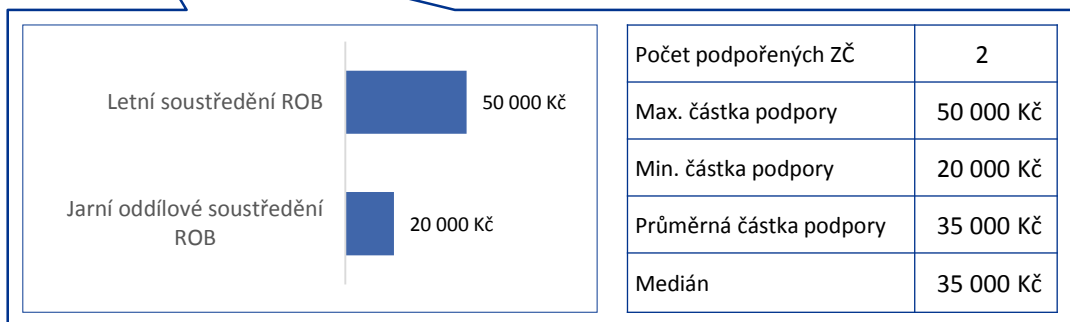 Letní soustředění ROB
50 000 Kč
Jarní oddílové soustředění
ROB
20 000 Kč
Počet podpořených ZČ 2
Max. částka podpory 50 000 Kč
Min. částka podpory 20 000 Kč
Průměrná částka podpory 35 000 Kč
Medián 35 000 Kč